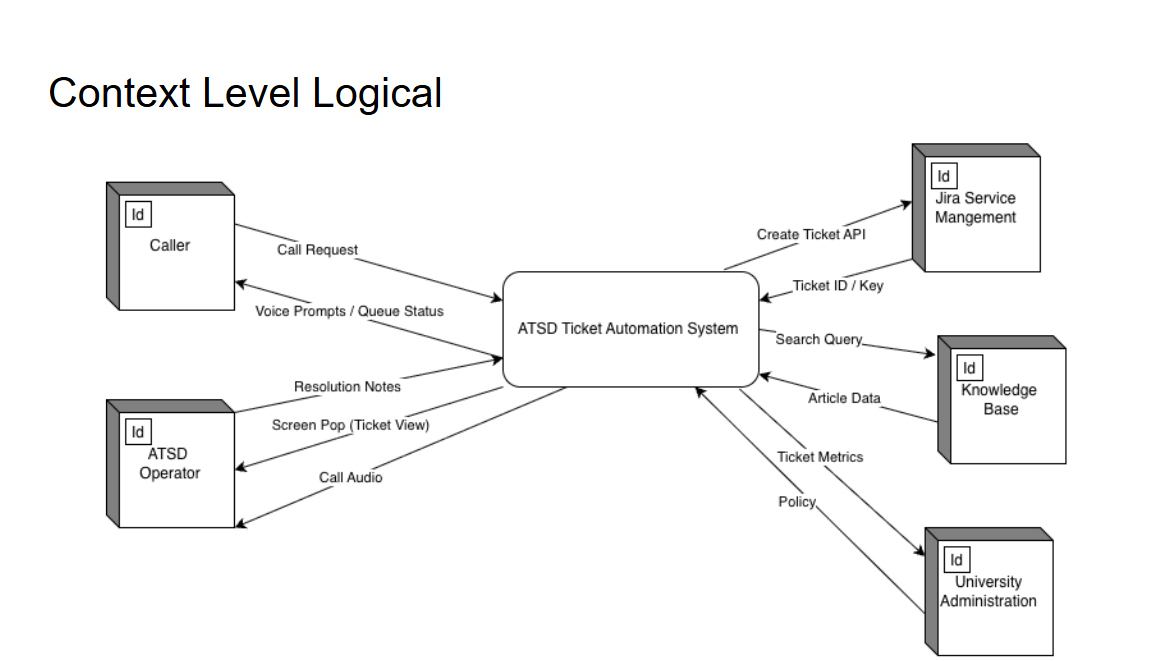 Context Level Logical
Id
Caller
Call Request
Voice Prompts / Queue Status
Id
ATSD
Operator
Resolution Notes
Screen Pop (Ticket View)
Call Audio
ATSD Ticket Automation System
Id
Jira Service
Mangement
Create Ticket API
Ticket ID / Key
Search Query
Id
Knowledge
Base
Article Data
Ticket Metrics
Policy
Id
University
Administration